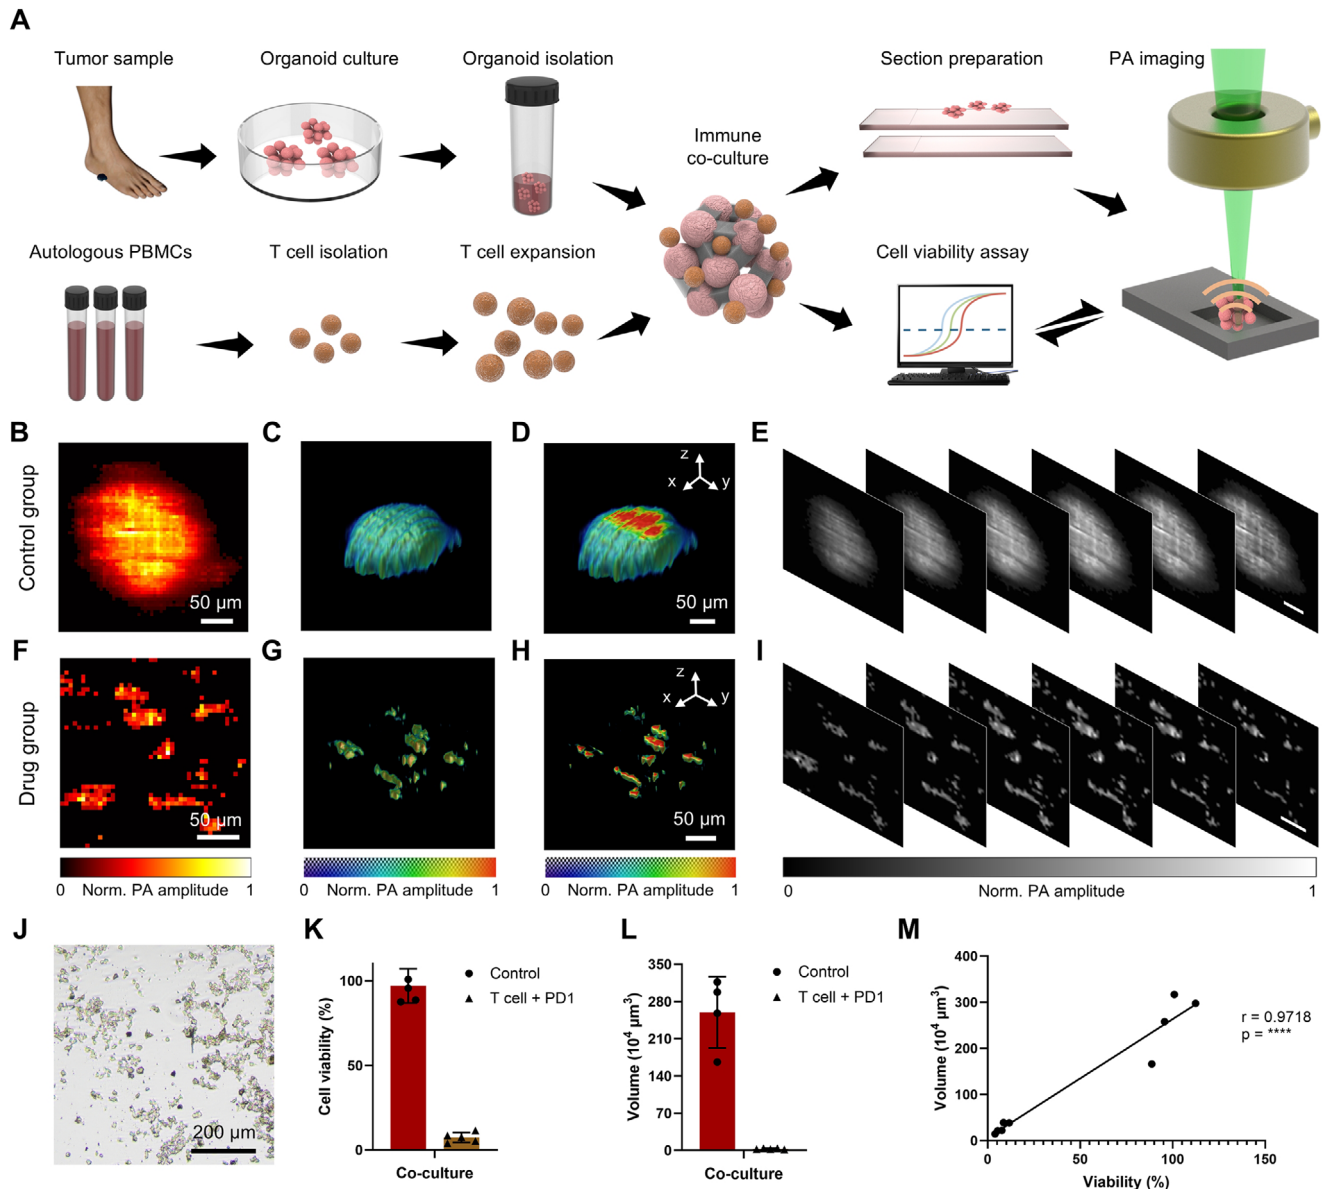 A
Tumor sample
Organoid culture
Organoid isolation
Section preparation
PA imaging
Immune
co-culture
Autologous PBMCs
T cell isolation
T cell expansion
Cell viability assay
B
C
D
E
Control group
50 µm
z
x
y
50 µm
F
G
H
I
Drug group
50 µm
z
x
y
50 µm
0 Norm. PA amplitude 1
0 Norm. PA amplitude 1
0 Norm. PA amplitude 1
0 Norm. PA amplitude 1
J
200 µm
K
Cell viability (%)
100
50
0
Control
T cell + PD1
Co-culture
L
Volume (10⁴ µm³)
350
280
210
140
70
0
Control
T cell + PD1
Co-culture
M
Volume (10⁴ µm³)
400
300
200
100
0
r = 0.9718
p = ****
0 50 100 150
Viability (%)